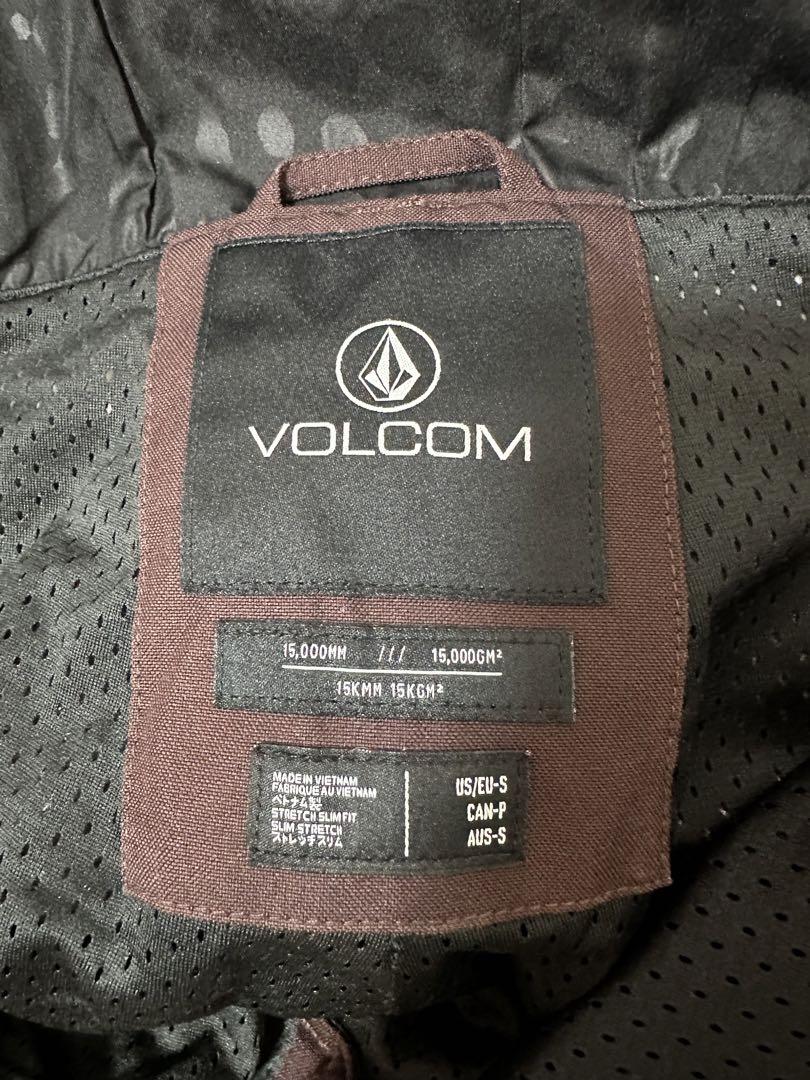 VOLCOM
15,000MM /// 15,000GM²
15KMM 15KGM²
MADE IN VIETNAM
FABRIQUE AU VIETNAM
ベトナム製
STRETCH SLIM FIT
SLIM STRETCH
ストレッチスリム
US/EU-S
CAN-P
AUS-S